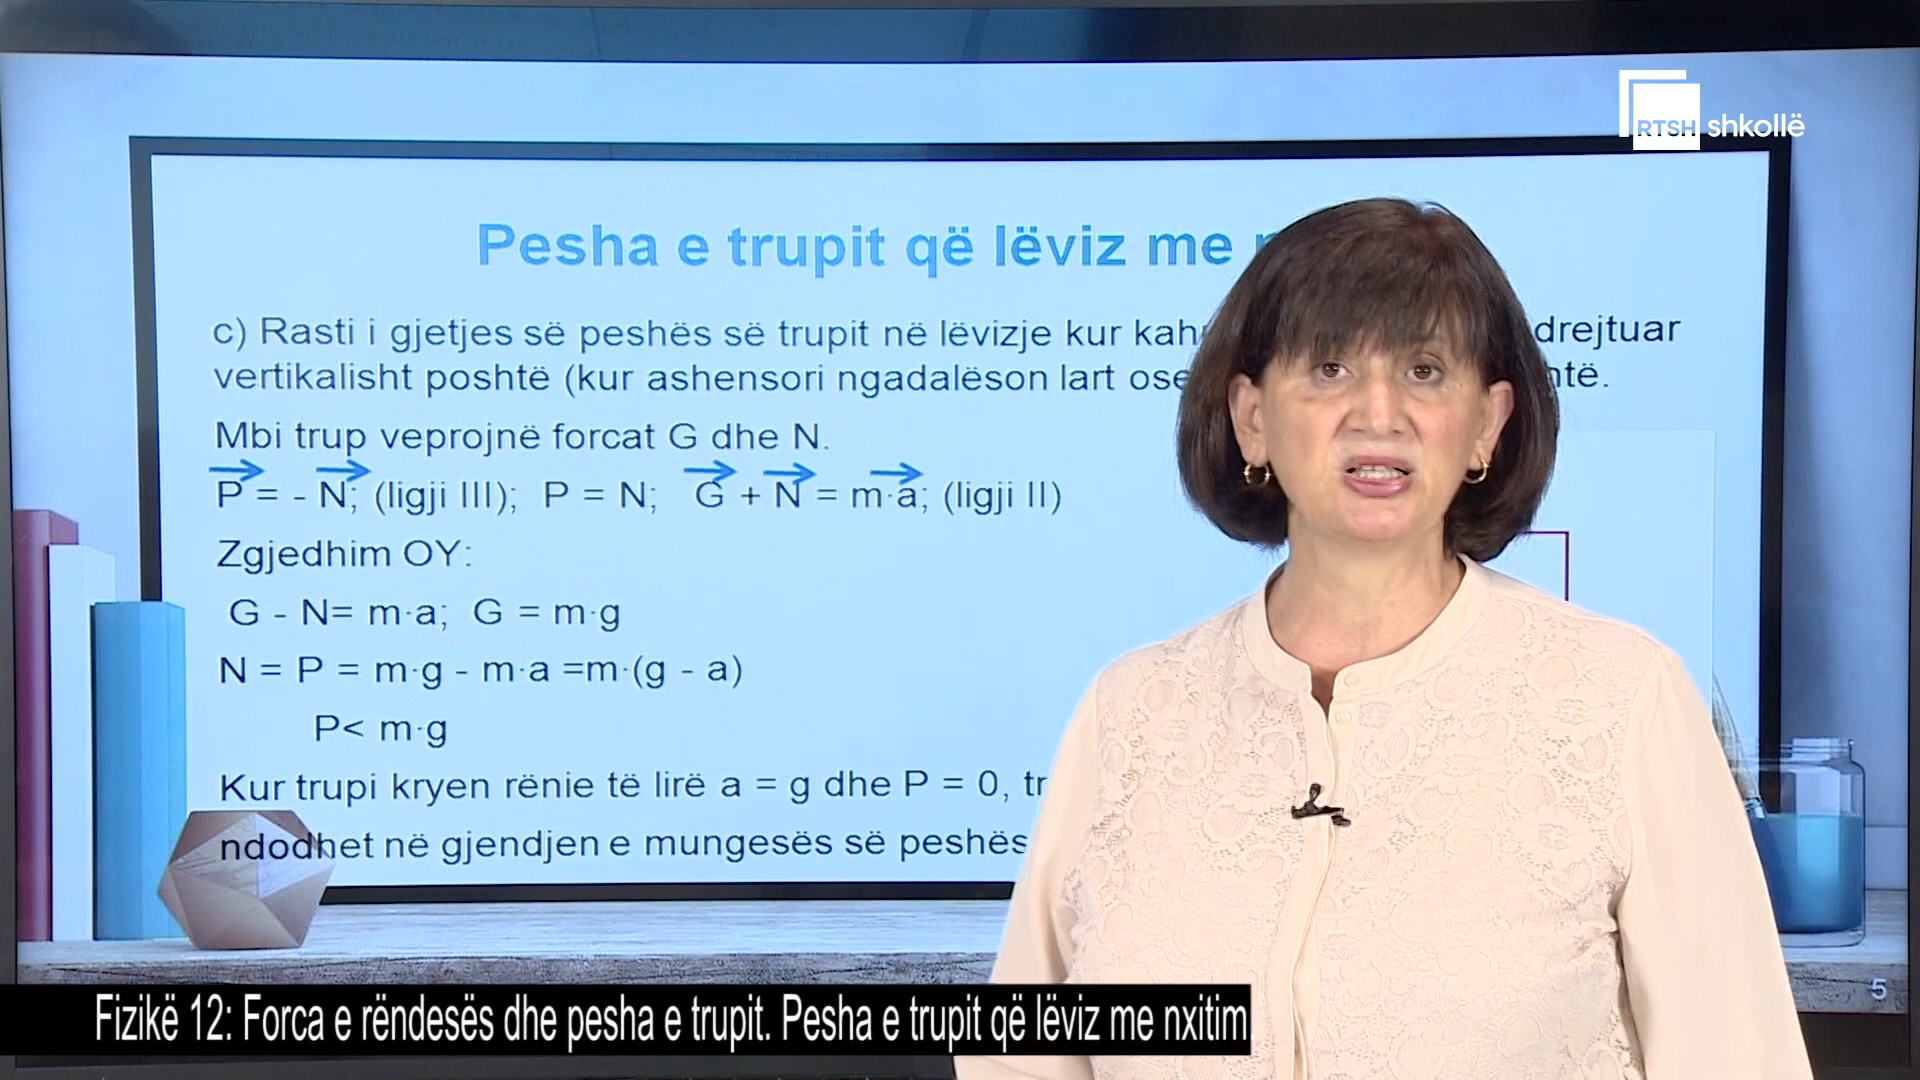 RTSH shkollë
Pesha e trupit që lëviz me
c) Rasti i gjetjes së peshës së trupit në lëvizje kur drejtuar
vertikalisht poshtë (kur ashensori ngadalëson lart
Mbi trup veprojnë forcat G dhe N.
P = - N; (ligji III); P = N; G + N = m·a; (ligji II)
Zgjedhim OY:
G - N= m·a; G = m·g
N = P = m·g - m·a =m·(g - a)
P< m·g
Kur trupi kryen rënie të lirë a = g dhe P = 0,
ndodhet në gjendjen e mungesës së peshës
5
Fizikë 12: Forca e rëndesës dhe pesha e trupit. Pesha e trupit që lëviz me nxitim